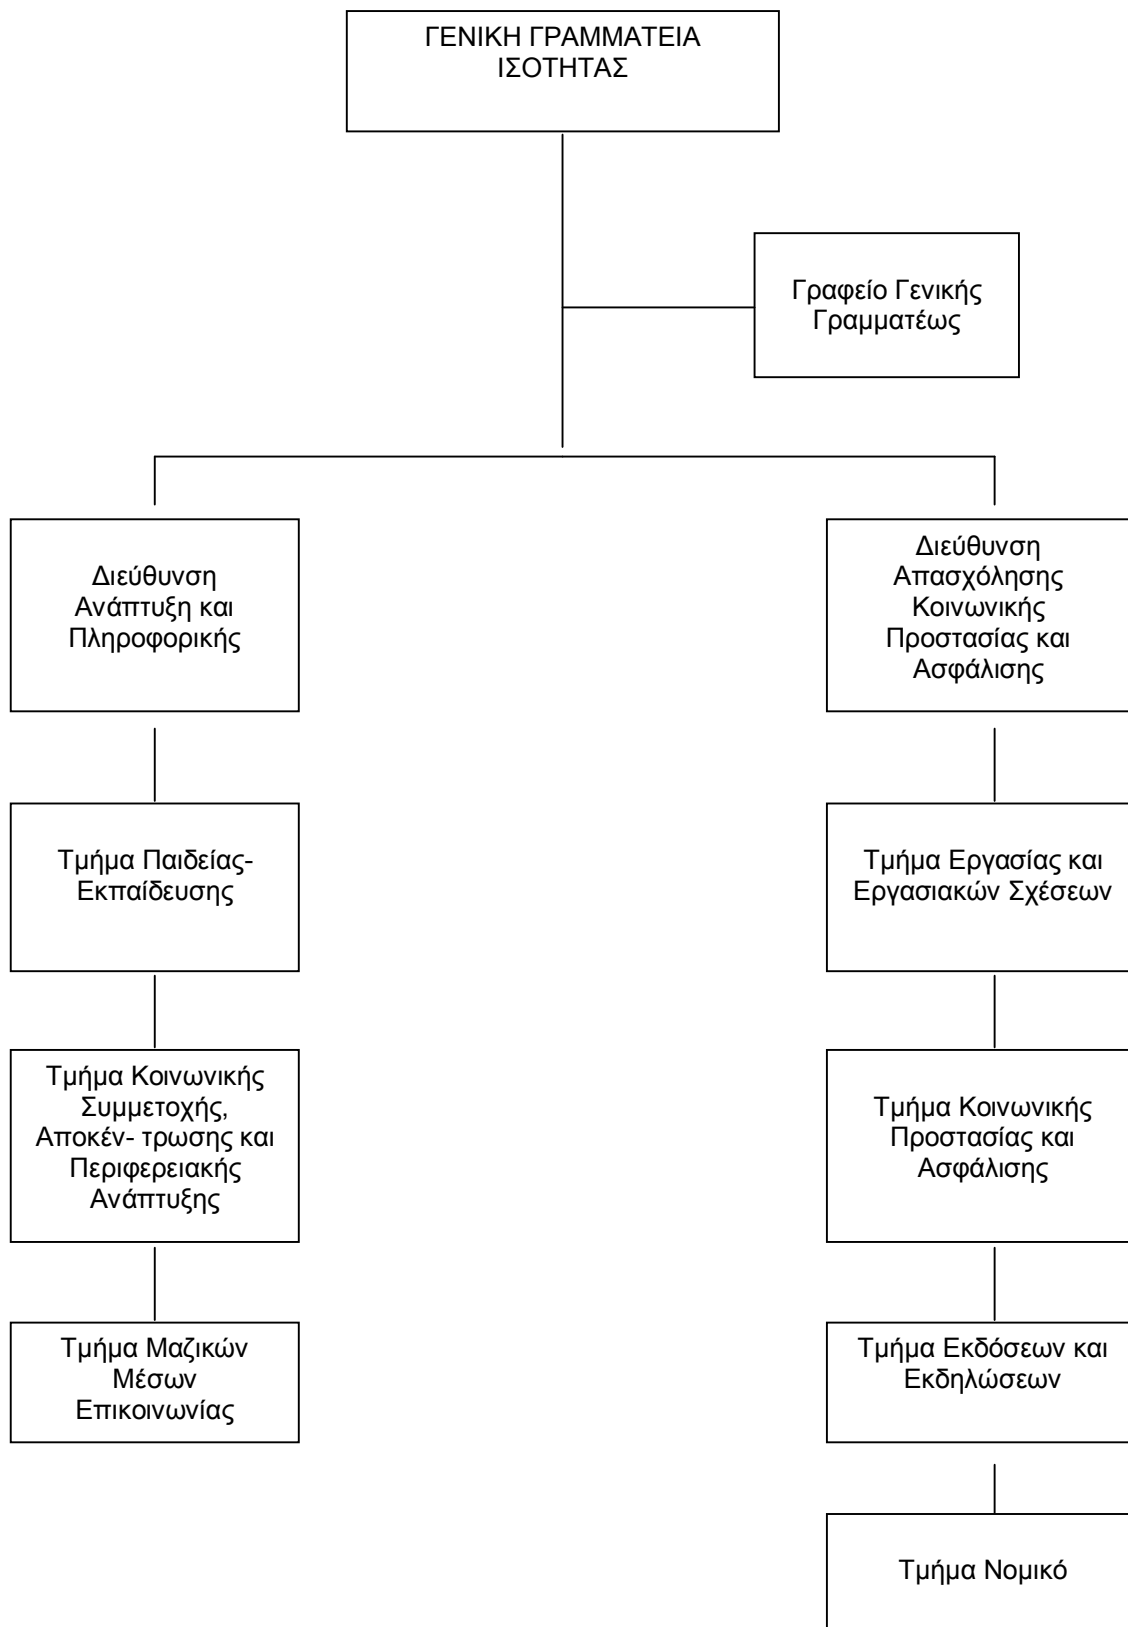 ΓΕΝΙΚΗ ΓΡΑΜΜΑΤΕΙΑ
ΙΣΟΤΗΤΑΣ
Γραφείο Γενικής
Γραμματέως
Διεύθυνση
Ανάπτυξη και
Πληροφορικής
Διεύθυνση
Απασχόλησης
Κοινωνικής
Προστασίας και
Ασφάλισης
Τμήμα Παιδείας-
Εκπαίδευσης
Τμήμα Εργασίας και
Εργασιακών Σχέσεων
Τμήμα Κοινωνικής
Συμμετοχής,
Αποκέν- τρωσης και
Περιφερειακής
Ανάπτυξης
Τμήμα Κοινωνικής
Προστασίας και
Ασφάλισης
Τμήμα Μαζικών
Μέσων
Επικοινωνίας
Τμήμα Εκδόσεων και
Εκδηλώσεων
Τμήμα Νομικό